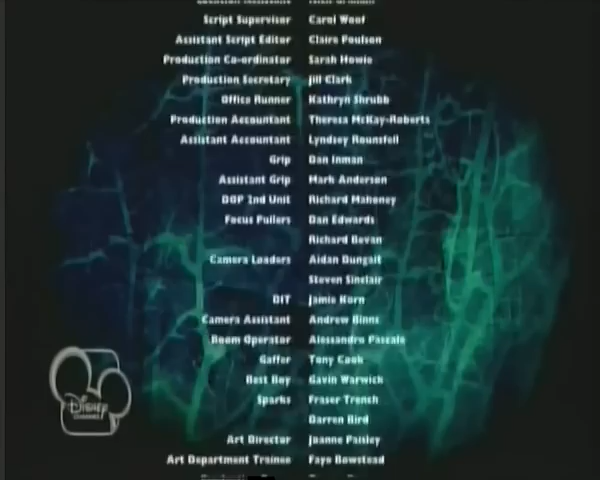 Script Supervisor Carol Woof
Assistant Script Editor Claire Poulson
Production Co-ordinator Sarah Howie
Production Secretary Jill Clark
Office Runner Kathryn Shrubb
Production Accountant Theresa McKay-Roberts
Assistant Accountant Lyndsey Rounsfell
Grip Dan Inman
Assistant Grip Mark Anderson
DOP 2nd Unit Richard Mahoney
Focus Pullers Dan Edwards
Richard Bevan
Camera Loaders Aidan Dungait
Steven Sinclair
DIT Jamie Korn
Camera Assistant Andrew Binns
Boom Operator Alessandro Pascale
Gaffer Tony Cook
Best Boy Gavin Warwick
Sparks Fraser Trench
Darren Bird
Art Director Joanne Paisley
Art Department Trainee Faye Bowstead
Disney
CHANNEL